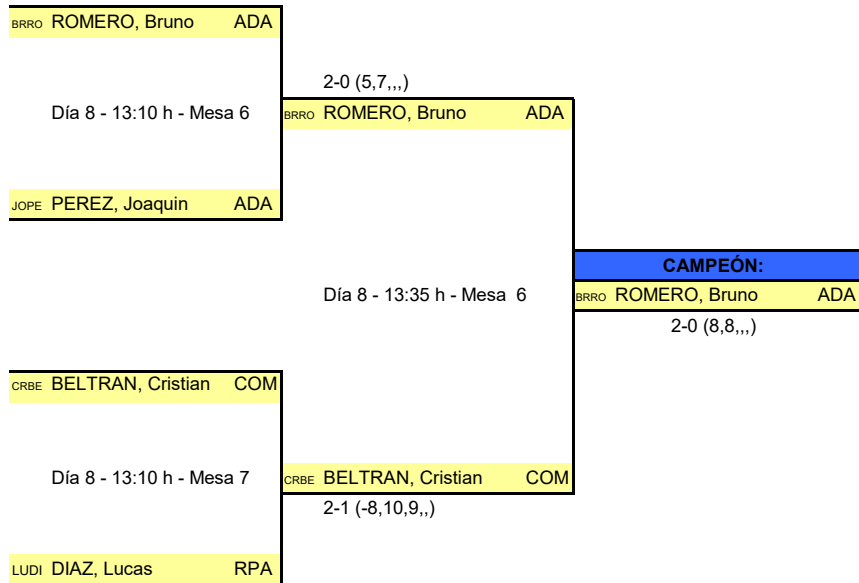 BRRO ROMERO, Bruno ADA
2-0 (5,7,,,)
Día 8 - 13:10 h - Mesa 6
BRRO ROMERO, Bruno ADA
JOPE PEREZ, Joaquin ADA
CAMPEÓN:
Día 8 - 13:35 h - Mesa 6
BRRO ROMERO, Bruno ADA
2-0 (8,8,,,)
CRBE BELTRAN, Cristian COM
Día 8 - 13:10 h - Mesa 7
CRBE BELTRAN, Cristian COM
2-1 (-8,10,9,,)
LUDI DIAZ, Lucas RPA